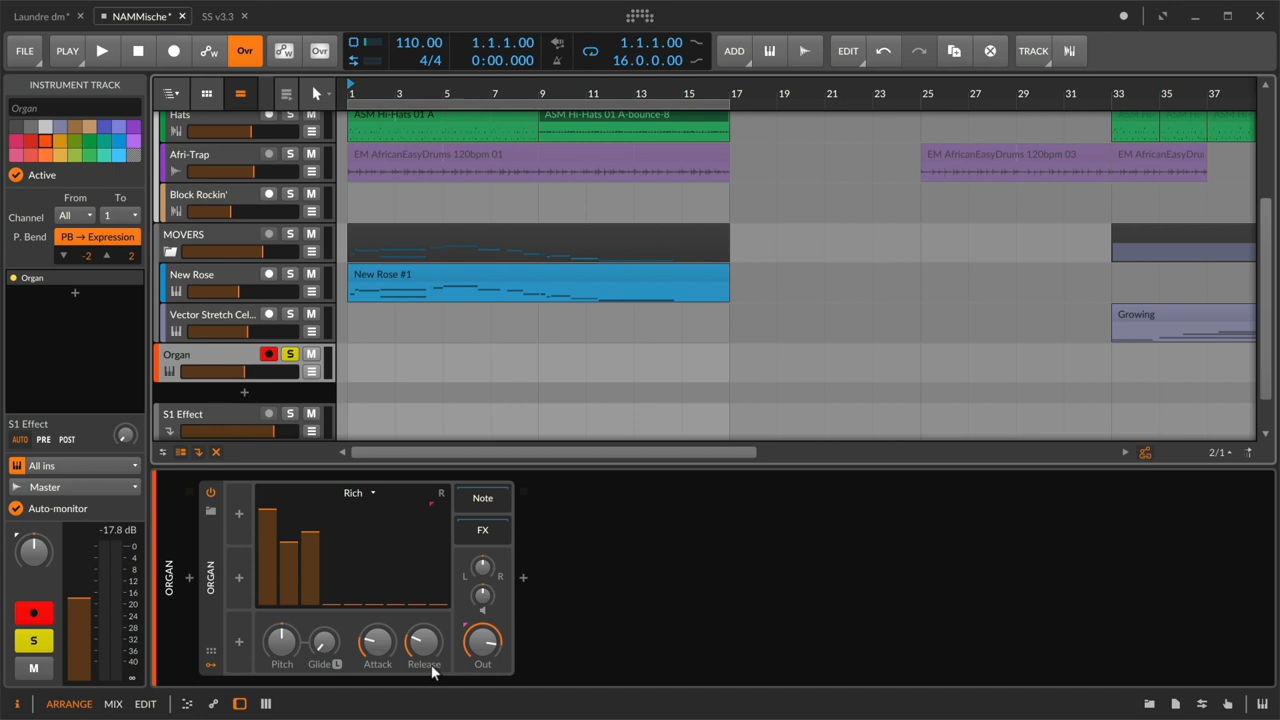 Laundre dm* ×
NAMMische* ×
SS v3.3 ×
FILE PLAY Ovr Ovr
110.00
4/4
1.1.1.00
0:00.000
1.1.1.00
16.0.0.00
ADD EDIT TRACK
INSTRUMENT TRACK
Organ
Active
From To
Channel All 1
P. Bend PB → Expression
-2 2
Organ
+
S1 Effect
AUTO PRE POST
All ins
Master
Auto-monitor
-17.8 dB
0
4
8
12
16
20
24
28
32
36
40
∞
S
M
1 3 5 7 9 11 13 15 17 19 21 23 25 27 29 31 33 35 37
Hats S M
ASM Hi-Hats 01 A
ASM Hi-Hats 01 A-bounce-8
Afri-Trap S M
EM AfricanEasyDrums 120bpm 01
EM AfricanEasyDrums 120bpm 03
EM AfricanEasyDru
Block Rockin' S M
MOVERS S M
New Rose S M
New Rose #1
Vector Stretch Cel... S M
Growing
Organ S M
+
S1 Effect S M
2/1
ORGAN
ORGAN
Rich R
Note
FX
L R
Pitch Glide L Attack Release Out
i ARRANGE MIX EDIT